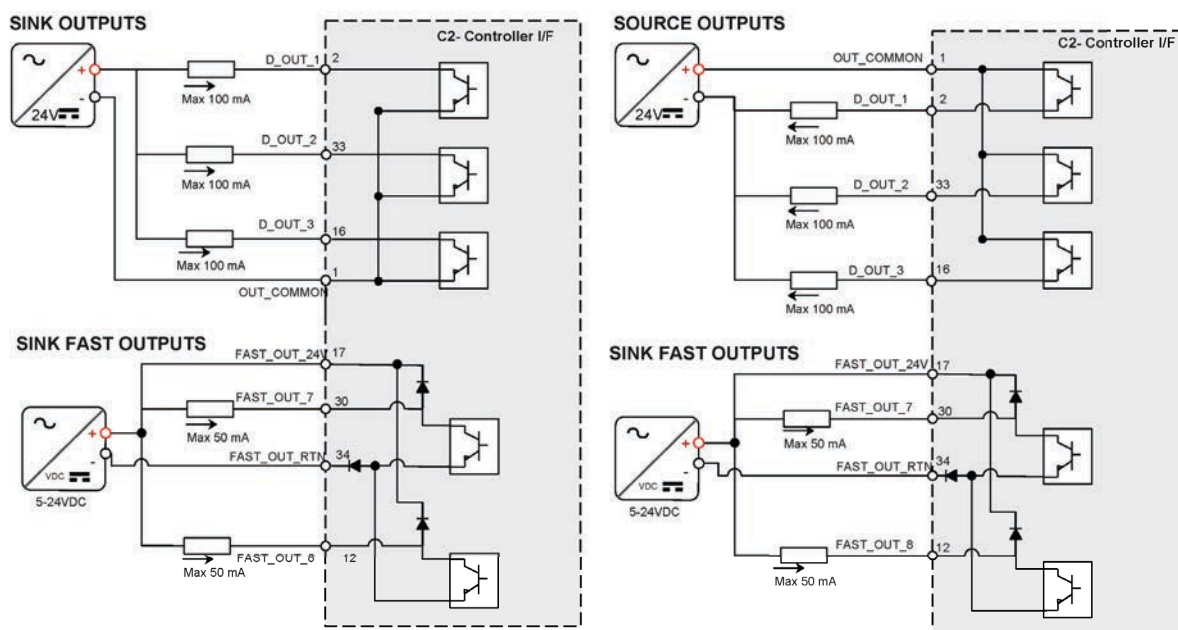 SINK OUTPUTS
C2- Controller I/F
24V
+
-
D_OUT_1
2
Max 100 mA
D_OUT_2
33
Max 100 mA
D_OUT_3
16
Max 100 mA
1
OUT_COMMON
SINK FAST OUTPUTS
FAST_OUT_24V
17
FAST_OUT_7
30
Max 50 mA
+
-
VDC
5-24VDC
FAST_OUT_RTN
34
FAST_OUT_8
12
Max 50 mA
SOURCE OUTPUTS
C2- Controller I/F
OUT_COMMON
1
24V
+
-
D_OUT_1
2
Max 100 mA
D_OUT_2
33
Max 100 mA
D_OUT_3
16
Max 100 mA
SINK FAST OUTPUTS
FAST_OUT_24V
17
FAST_OUT_7
30
Max 50 mA
+
-
VDC
5-24VDC
FAST_OUT_RTN
34
FAST_OUT_8
12
Max 50 mA